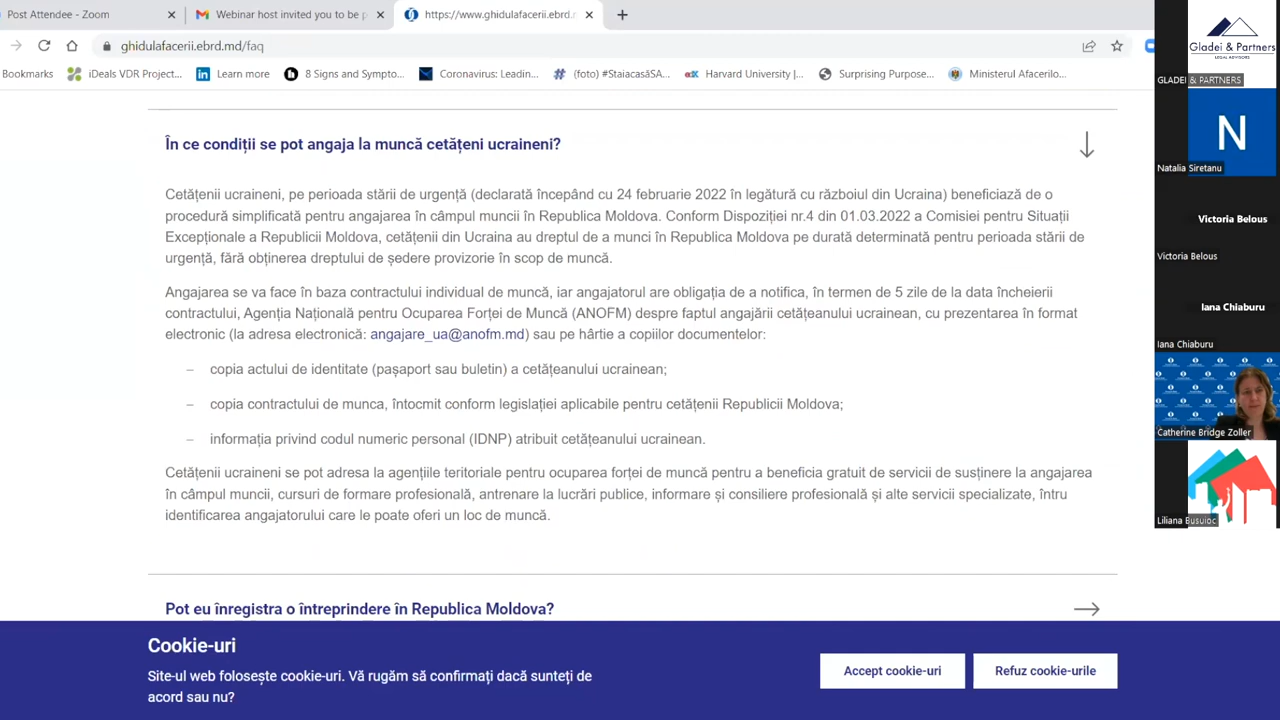 Post Attendee - Zoom
Webinar host invited you to be p
https://www.ghidulafacerii.ebrd.m
ghidulafacerii.ebrd.md/faq
Bookmarks
iDeals VDR Project...
Learn more
8 Signs and Sympto...
Coronavirus: Leadin...
(foto) #StaiacasăSA...
Harvard University |...
Surprising Purpose...
Ministerul Afacerilo...
În ce condiții se pot angaja la muncă cetățeni ucraineni?
Cetățenii ucraineni, pe perioada stării de urgență (declarată începând cu 24 februarie 2022 în legătură cu războiul din Ucraina) beneficiază de o
procedură simplificată pentru angajarea în câmpul muncii în Republica Moldova. Conform Dispoziției nr.4 din 01.03.2022 a Comisiei pentru Situații
Excepționale a Republicii Moldova, cetățenii din Ucraina au dreptul de a munci în Republica Moldova pe durată determinată pentru perioada stării de
urgență, fără obținerea dreptului de ședere provizorie în scop de muncă.
Angajarea se va face în baza contractului individual de muncă, iar angajatorul are obligația de a notifica, în termen de 5 zile de la data încheierii
contractului, Agenția Națională pentru Ocuparea Forței de Muncă (ANOFM) despre faptul angajării cetățeanului ucrainean, cu prezentarea în format
electronic (la adresa electronică: angajare_ua@anofm.md) sau pe hârtie a copiilor documentelor:
– copia actului de identitate (pașaport sau buletin) a cetățeanului ucrainean;
– copia contractului de munca, întocmit conform legislației aplicabile pentru cetățenii Republicii Moldova;
– informația privind codul numeric personal (IDNP) atribuit cetățeanului ucrainean.
Cetățenii ucraineni se pot adresa la agențiile teritoriale pentru ocuparea forței de muncă pentru a beneficia gratuit de servicii de susținere la angajarea
în câmpul muncii, cursuri de formare profesională, antrenare la lucrări publice, informare și consiliere profesională și alte servicii specializate, întru
identificarea angajatorului care le poate oferi un loc de muncă.
Pot eu înregistra o întreprindere în Republica Moldova?
Cookie-uri
Site-ul web folosește cookie-uri. Vă rugăm să confirmați dacă sunteți de
acord sau nu?
Accept cookie-uri
Refuz cookie-urile
Gladei & Partners
LEGAL ADVISORS
GLADEI & PARTNERS
N
Natalia Siretanu
Victoria Belous
Victoria Belous
Iana Chiaburu
Iana Chiaburu
Catherine Bridge Zoller
Liliana Busuioc